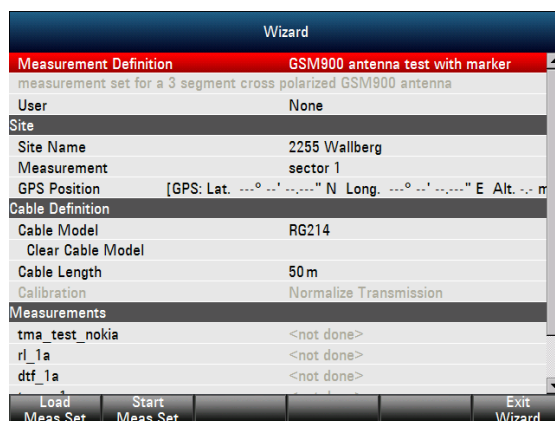 Wizard
Measurement Definition GSM900 antenna test with marker
measurement set for a 3 segment cross polarized GSM900 antenna
User None
Site
Site Name 2255 Wallberg
Measurement sector 1
GPS Position [GPS: Lat. ---° --' --.---" N Long. ---° --' --.---" E Alt. -.- m
Cable Definition
Cable Model RG214
Clear Cable Model
Cable Length 50 m
Calibration Normalize Transmission
Measurements
tma_test_nokia <not done>
rl_1a <not done>
dtf_1a <not done>
Load Start Exit
Meas Set Meas Set Wizard